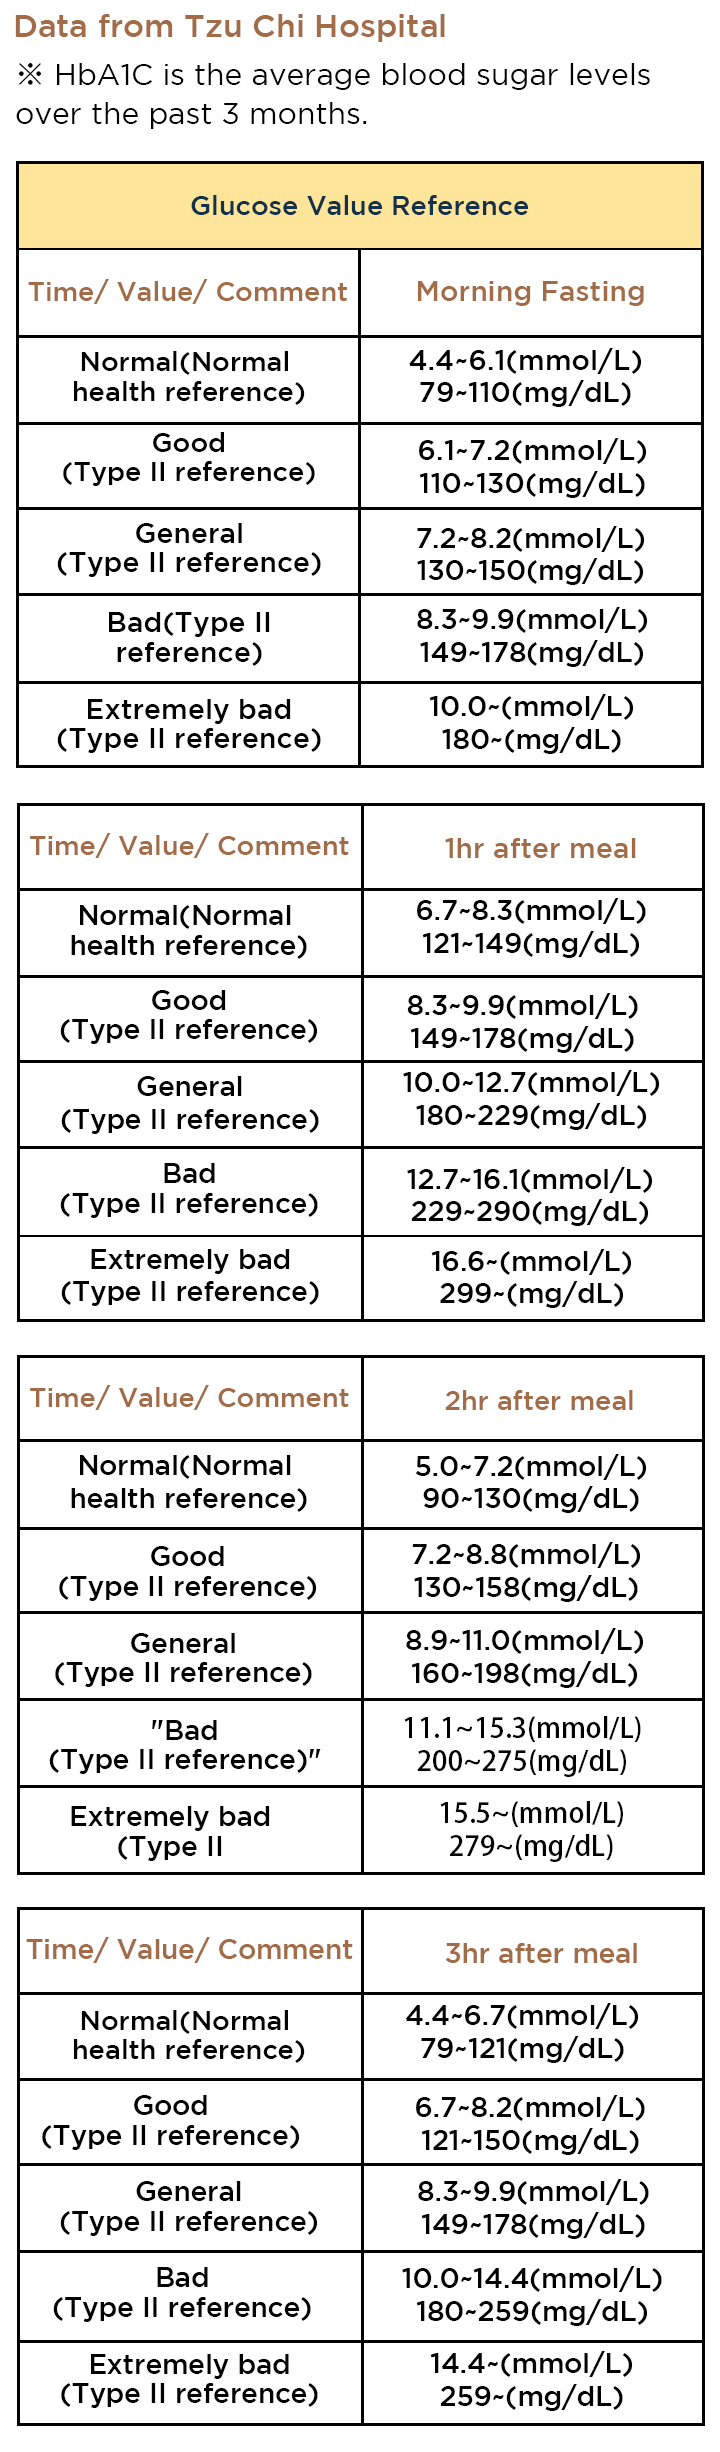 Data from Tzu Chi Hospital
※ HbA1C is the average blood sugar levels
over the past 3 months.
Glucose Value Reference
Time/ Value/ Comment
Morning Fasting
Normal(Normal
health reference)
4.4~6.1(mmol/L)
79~110(mg/dL)
Good
(Type II reference)
6.1~7.2(mmol/L)
110~130(mg/dL)
General
(Type II reference)
7.2~8.2(mmol/L)
130~150(mg/dL)
Bad(Type II
reference)
8.3~9.9(mmol/L)
149~178(mg/dL)
Extremely bad
(Type II reference)
10.0~(mmol/L)
180~(mg/dL)
Time/ Value/ Comment
1hr after meal
Normal(Normal
health reference)
6.7~8.3(mmol/L)
121~149(mg/dL)
Good
(Type II reference)
8.3~9.9(mmol/L)
149~178(mg/dL)
General
(Type II reference)
10.0~12.7(mmol/L)
180~229(mg/dL)
Bad
(Type II reference)
12.7~16.1(mmol/L)
229~290(mg/dL)
Extremely bad
(Type II reference)
16.6~(mmol/L)
299~(mg/dL)
Time/ Value/ Comment
2hr after meal
Normal(Normal
health reference)
5.0~7.2(mmol/L)
90~130(mg/dL)
Good
(Type II reference)
7.2~8.8(mmol/L)
130~158(mg/dL)
General
(Type II reference)
8.9~11.0(mmol/L)
160~198(mg/dL)
"Bad
(Type II reference)"
11.1~15.3(mmol/L)
200~275(mg/dL)
Extremely bad
(Type II
15.5~(mmol/L)
279~(mg/dL)
Time/ Value/ Comment
3hr after meal
Normal(Normal
health reference)
4.4~6.7(mmol/L)
79~121(mg/dL)
Good
(Type II reference)
6.7~8.2(mmol/L)
121~150(mg/dL)
General
(Type II reference)
8.3~9.9(mmol/L)
149~178(mg/dL)
Bad
(Type II reference)
10.0~14.4(mmol/L)
180~259(mg/dL)
Extremely bad
(Type II reference)
14.4~(mmol/L)
259~(mg/dL)